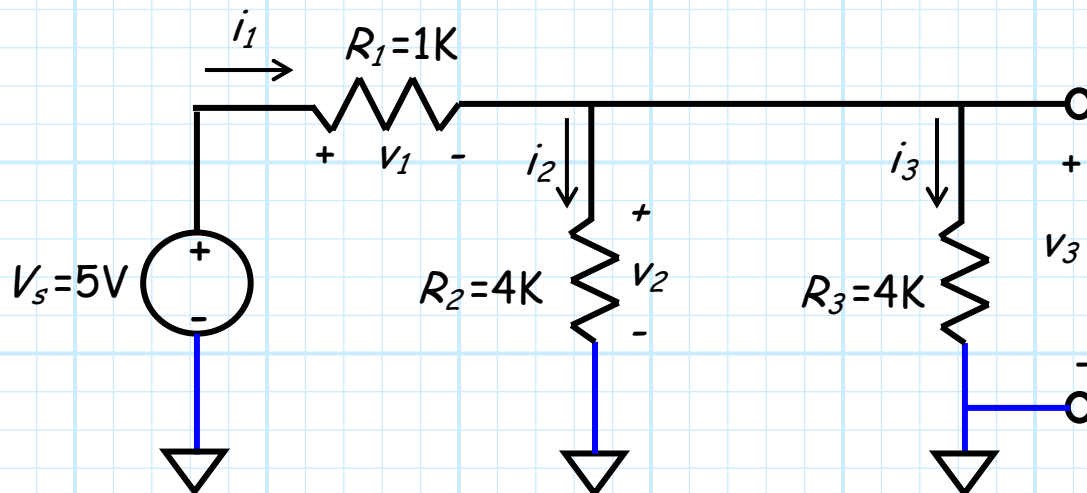 i1
R1=1K
+ v1 -
i2
i3
+
+
Vs=5V
+
-
R2=4K
v2
-
R3=4K
v3
-